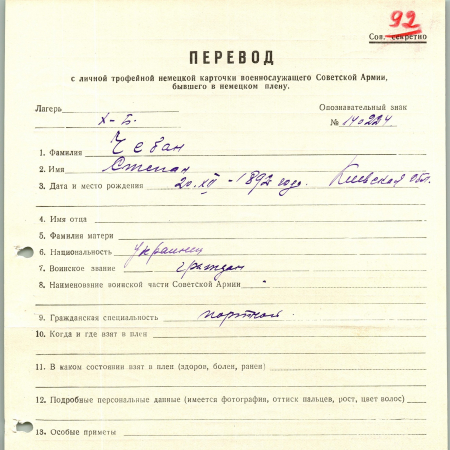 92
Сов. секретно
ПЕРЕВОД
с личной трофейной немецкой карточки военнослужащего Советской Армии,
бывшего в немецком плену.
Лагерь Опознавательный знак
X-Б. № 140224
1. Фамилия Чебан
2. Имя Степан
3. Дата и место рождения 20. XII - 1892 года. Киевская обл.
4. Имя отца
5. Фамилия матери
6. Национальность украинец
7. Воинское звание граждан
8. Наименование воинской части Советской Армии
9. Гражданская специальность портной.
10. Когда и где взят в плен
11. В каком состоянии взят в плен (здоров, болен, ранен)
12. Подробные персональные данные (имеется фотография, оттиск пальцев, рост, цвет волос)
13. Особые приметы